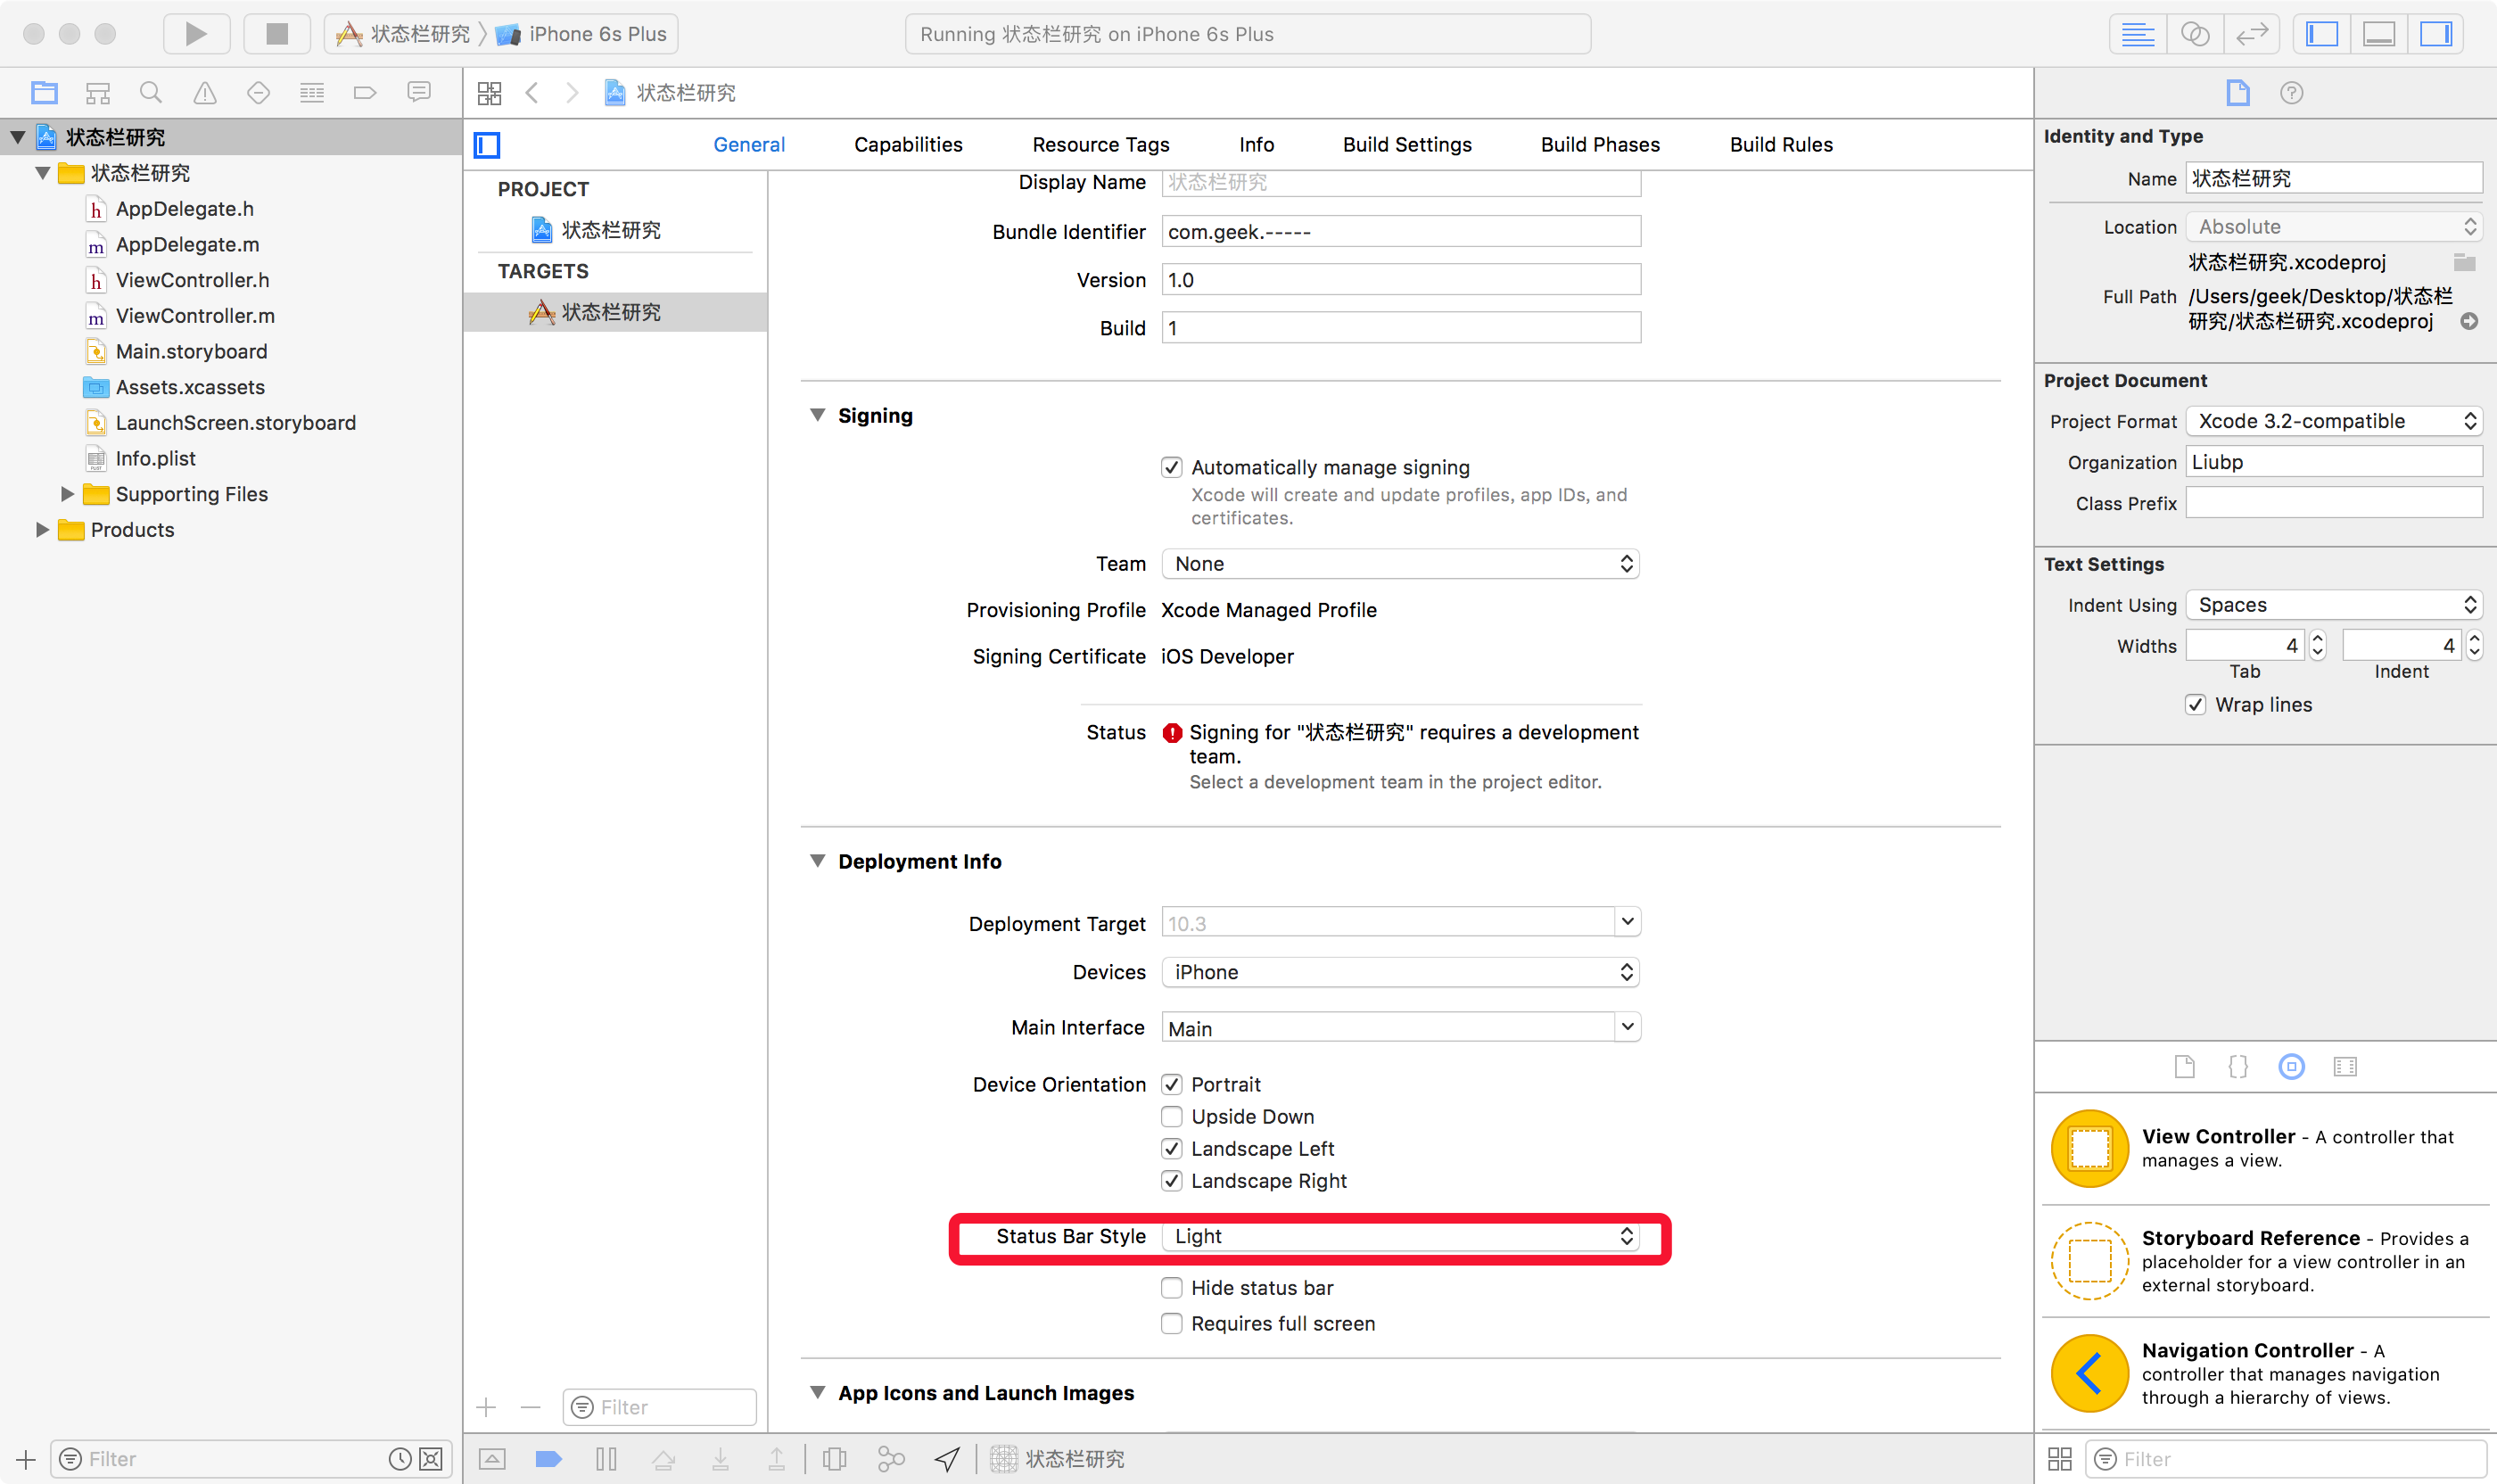 状态栏研究 iPhone 6s Plus
Running 状态栏研究 on iPhone 6s Plus
状态栏研究
状态栏研究
AppDelegate.h
AppDelegate.m
ViewController.h
ViewController.m
Main.storyboard
Assets.xcassets
LaunchScreen.storyboard
Info.plist
Supporting Files
Products
Filter
状态栏研究
General Capabilities Resource Tags Info Build Settings Build Phases Build Rules
PROJECT
状态栏研究
TARGETS
状态栏研究
Filter
Display Name 状态栏研究
Bundle Identifier com.geek.-----
Version 1.0
Build 1
Signing
Automatically manage signing
Xcode will create and update profiles, app IDs, and
certificates.
Team None
Provisioning Profile Xcode Managed Profile
Signing Certificate iOS Developer
Status Signing for "状态栏研究" requires a development
team.
Select a development team in the project editor.
Deployment Info
Deployment Target 10.3
Devices iPhone
Main Interface Main
Device Orientation Portrait
Upside Down
Landscape Left
Landscape Right
Status Bar Style Light
Hide status bar
Requires full screen
App Icons and Launch Images
状态栏研究
Identity and Type
Name 状态栏研究
Location Absolute
状态栏研究.xcodeproj
Full Path /Users/geek/Desktop/状态栏
研究/状态栏研究.xcodeproj
Project Document
Project Format Xcode 3.2-compatible
Organization Liubp
Class Prefix
Text Settings
Indent Using Spaces
Widths 4 4
Tab Indent
Wrap lines
View Controller - A controller that
manages a view.
Storyboard Reference - Provides a
placeholder for a view controller in an
external storyboard.
Navigation Controller - A
controller that manages navigation
through a hierarchy of views.
Filter